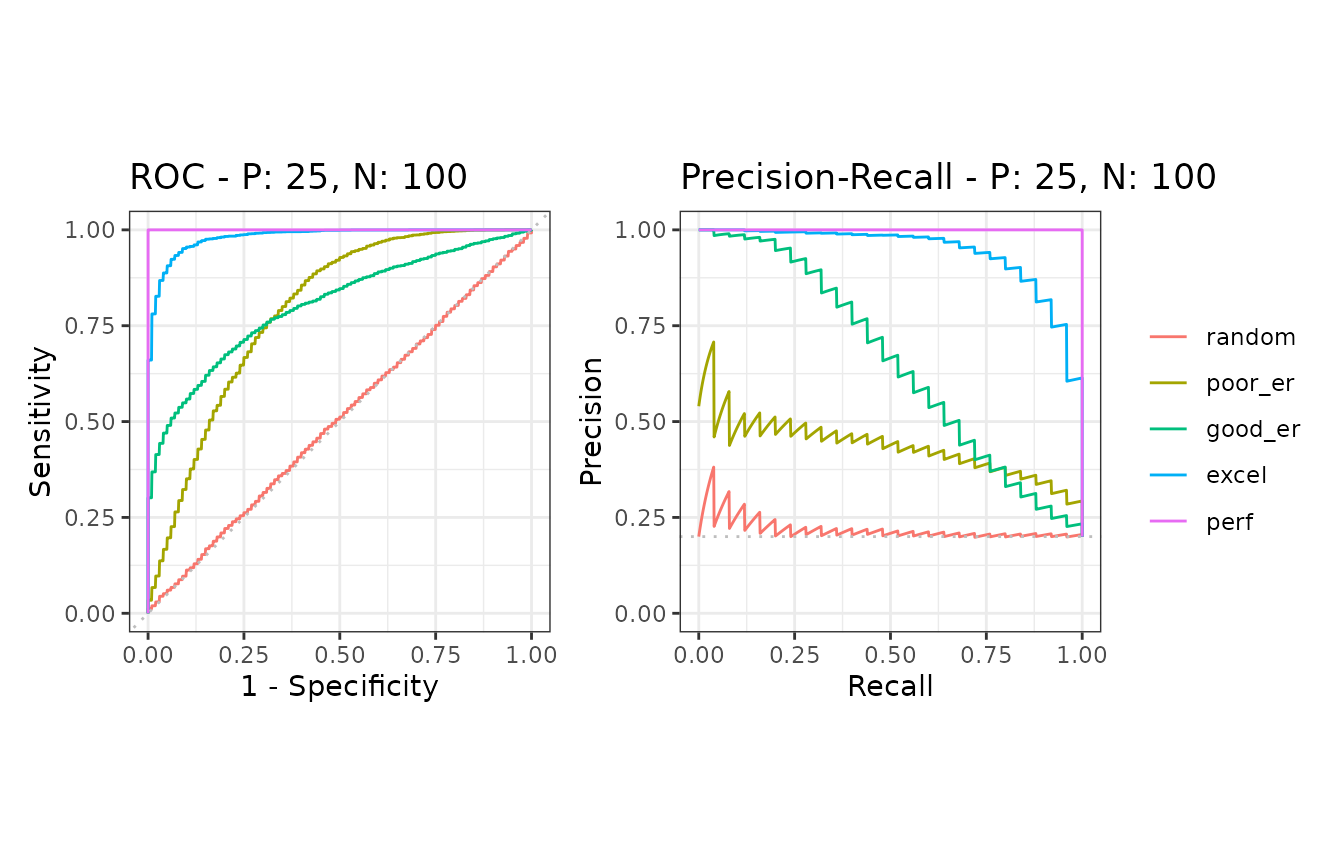 ROC - P: 25, N: 100
1.00
0.75
0.50
0.25
0.00
Sensitivity
0.00 0.25 0.50 0.75 1.00
1 - Specificity
Precision-Recall - P: 25, N: 100
1.00
0.75
0.50
0.25
0.00
Precision
0.00 0.25 0.50 0.75 1.00
Recall
random
poor_er
good_er
excel
perf